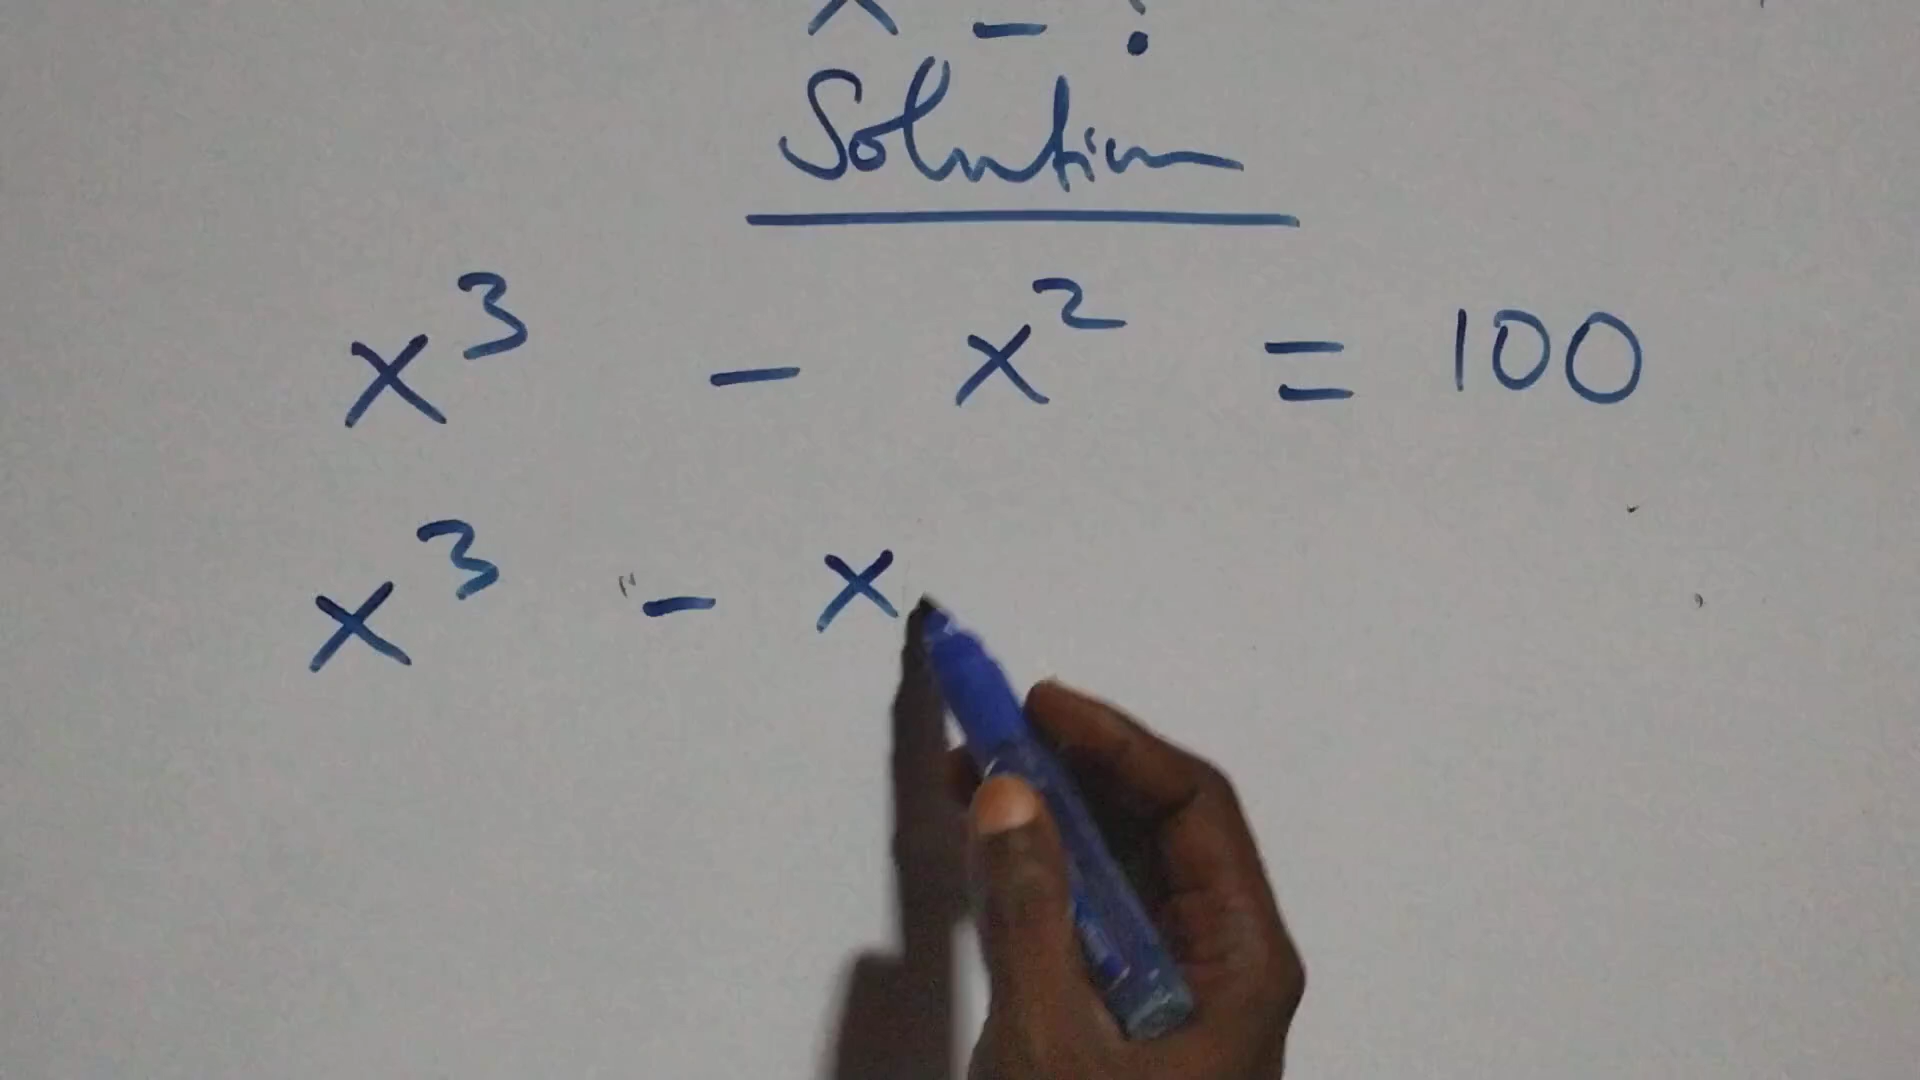 x = ?
Solution
x³ - x² = 100
x³ - x